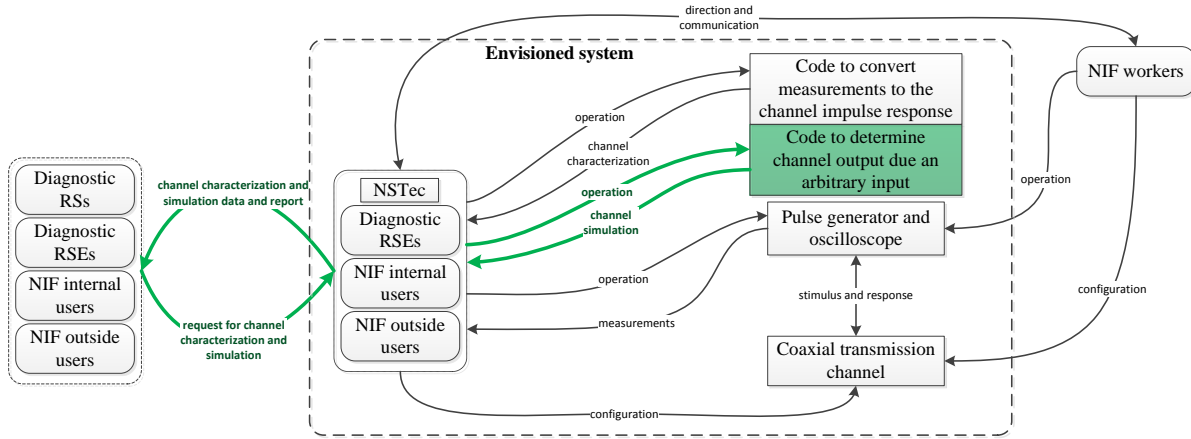 direction and
communication
Envisioned system
Code to convert
measurements to the
channel impulse response
NIF workers
operation
channel
characterization
Code to determine
channel output due an
arbitrary input
Diagnostic
RSs
Diagnostic
RSEs
NIF internal
users
NIF outside
users
channel characterization and
simulation data and report
request for channel
characterization and
simulation
NSTec
Diagnostic
RSEs
NIF internal
users
NIF outside
users
operation
channel
simulation
operation
Pulse generator and
oscilloscope
operation
stimulus and response
configuration
measurements
Coaxial transmission
channel
configuration